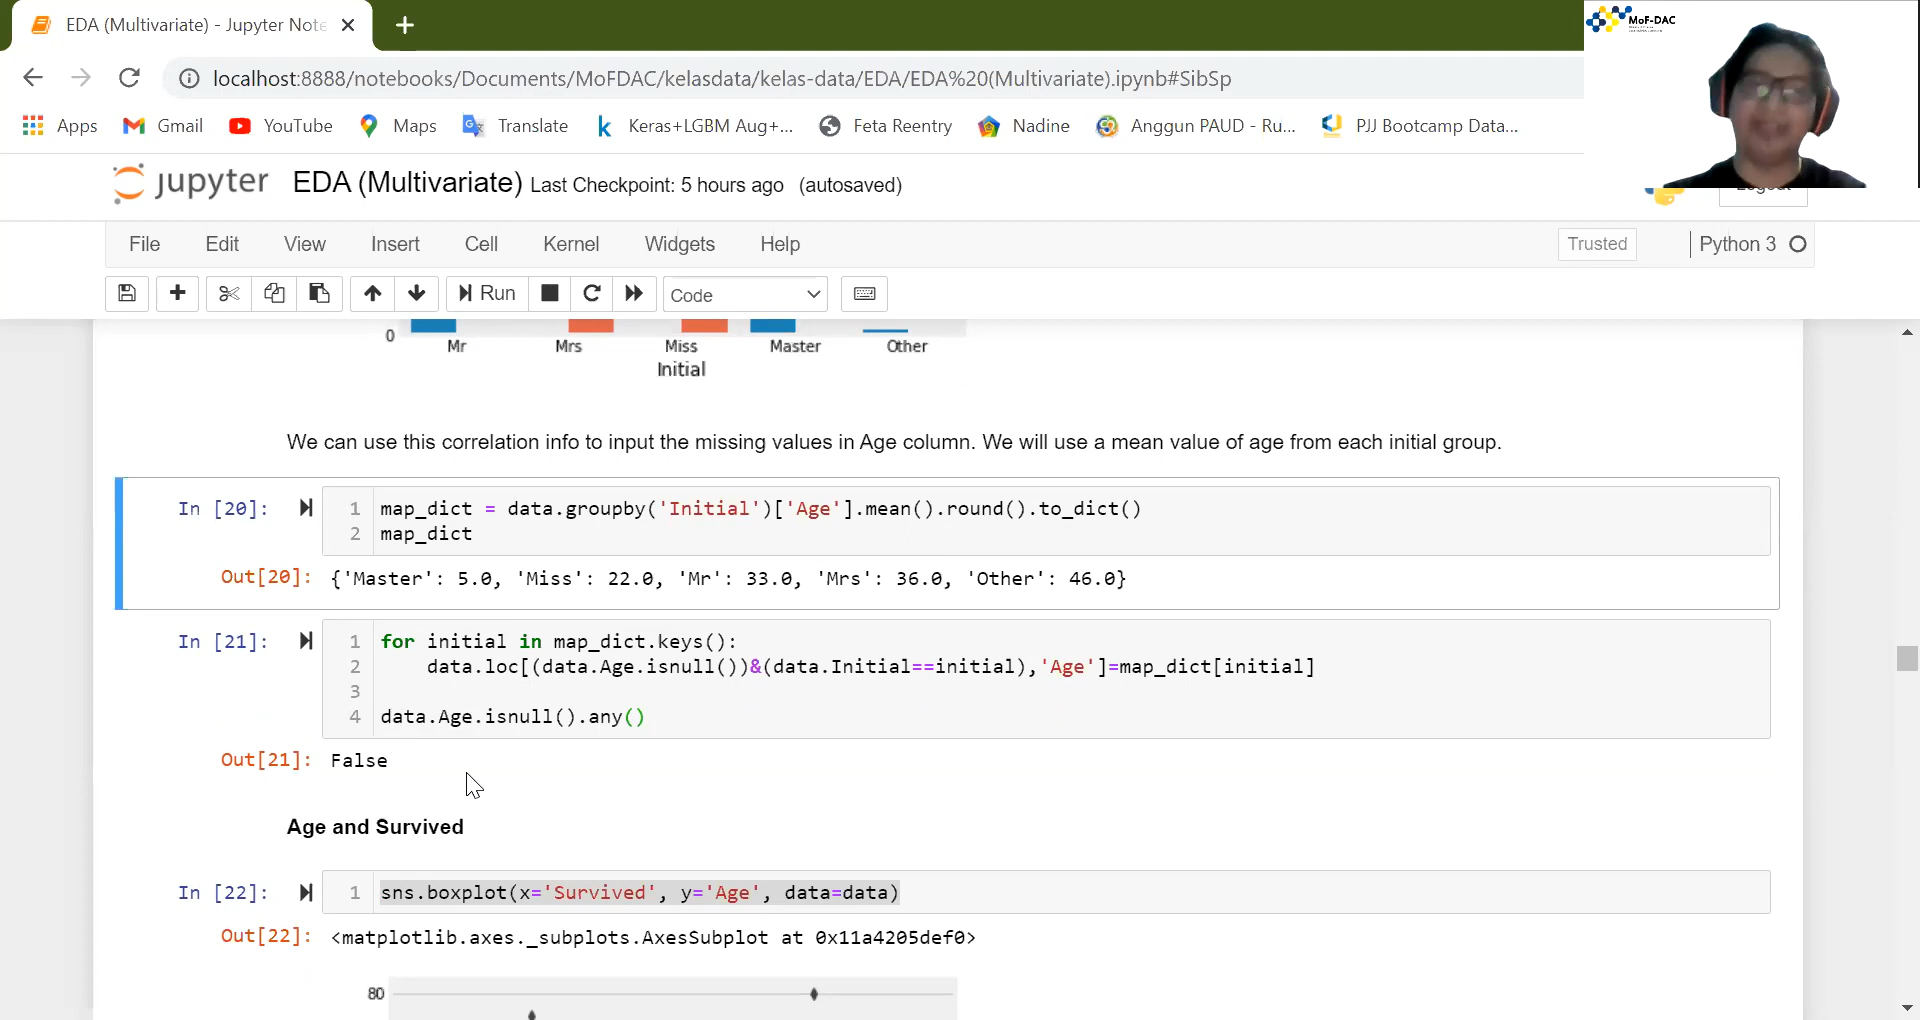 EDA (Multivariate) - Jupyter Note
MoF-DAC
localhost:8888/notebooks/Documents/MoFDAC/kelasdata/kelas-data/EDA/EDA%20(Multivariate).ipynb#SibSp
Apps Gmail YouTube Maps Translate Keras+LGBM Aug+... Feta Reentry Nadine Anggun PAUD - Ru... PJJ Bootcamp Data...
jupyter EDA (Multivariate) Last Checkpoint: 5 hours ago (autosaved)
Logout
File Edit View Insert Cell Kernel Widgets Help Trusted Python 3
Run Code
0
Mr Mrs Miss Master Other
Initial
We can use this correlation info to input the missing values in Age column. We will use a mean value of age from each initial group.
In [20]: 1 map_dict = data.groupby('Initial')['Age'].mean().round().to_dict()
2 map_dict
Out[20]: {'Master': 5.0, 'Miss': 22.0, 'Mr': 33.0, 'Mrs': 36.0, 'Other': 46.0}
In [21]: 1 for initial in map_dict.keys():
2 data.loc[(data.Age.isnull())&(data.Initial==initial),'Age']=map_dict[initial]
3
4 data.Age.isnull().any()
Out[21]: False
Age and Survived
In [22]: 1 sns.boxplot(x='Survived', y='Age', data=data)
Out[22]: <matplotlib.axes._subplots.AxesSubplot at 0x11a4205def0>
80